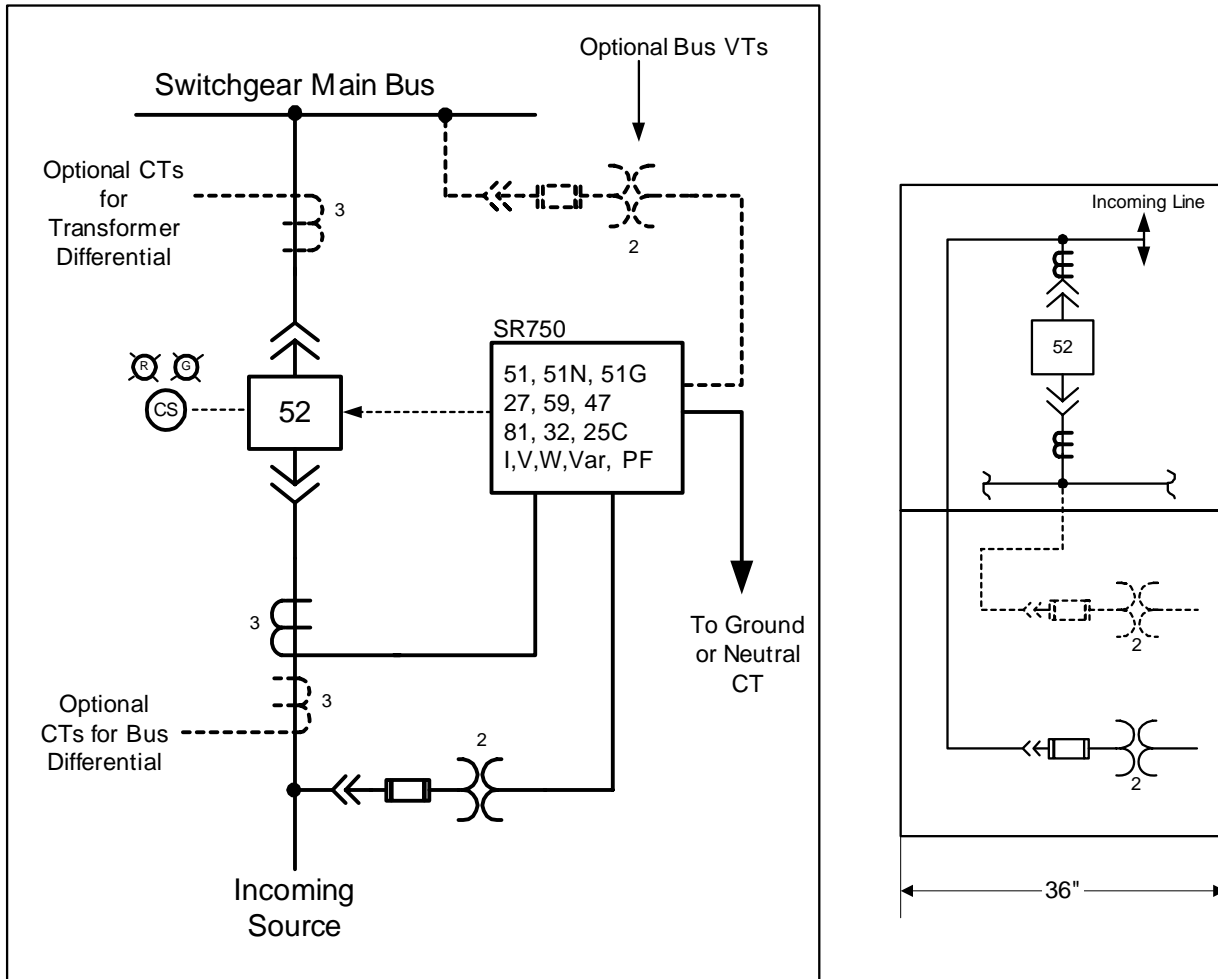 Optional Bus VTs
Switchgear Main Bus
Optional CTs
for
Transformer
Differential
3
2
SR750
R
G
CS
52
51, 51N, 51G
27, 59, 47
81, 32, 25C
I,V,W,Var, PF
3
To Ground
or Neutral
CT
Optional
CTs for Bus
Differential
3
2
Incoming
Source
Incoming Line
52
2
2
36"